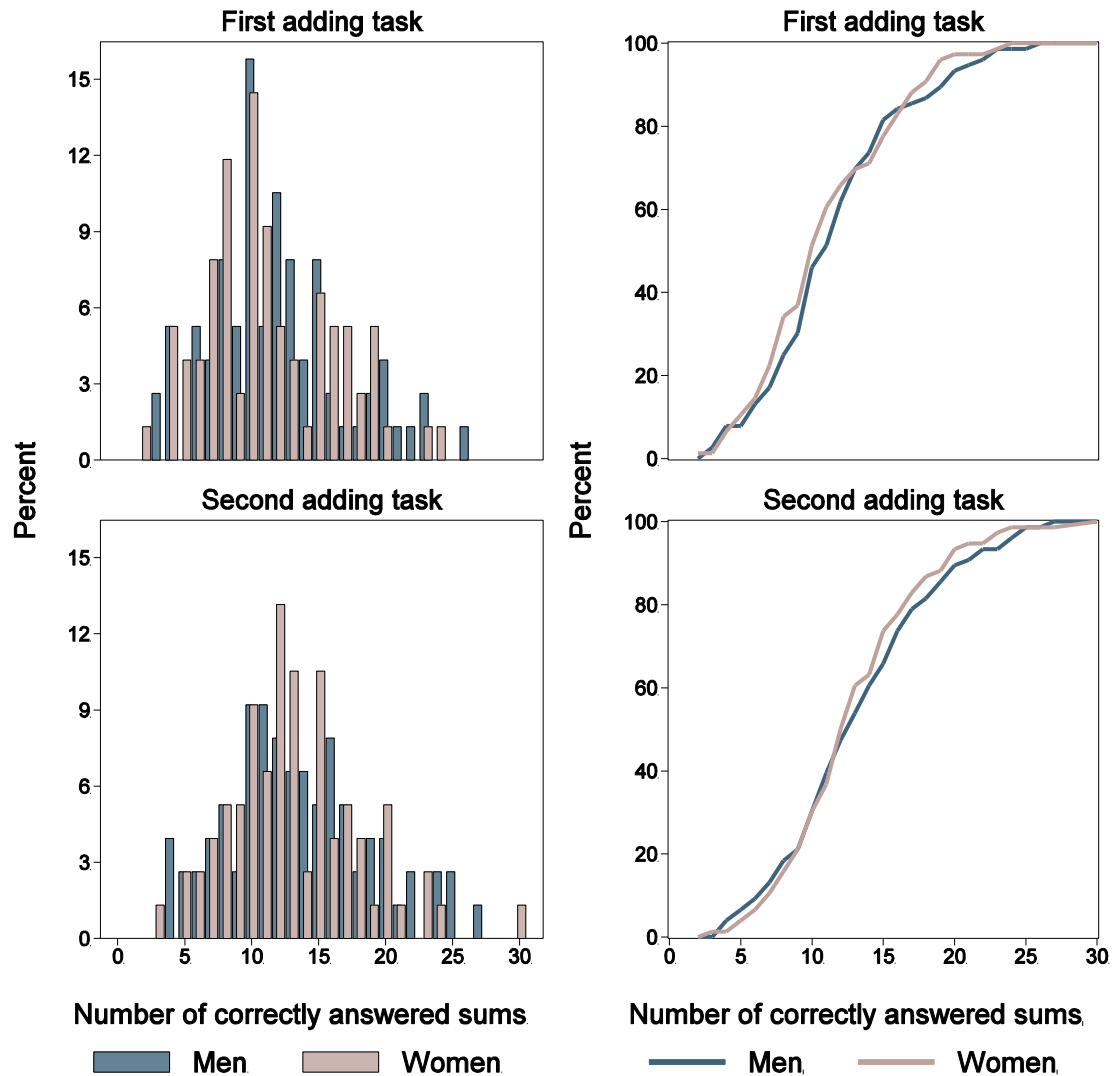 First adding task
First adding task
15
12
9
6
3
0
100
80
60
40
20
0
Percent
Percent
Second adding task
Second adding task
15
12
9
6
3
0
0 5 10 15 20 25 30
100
80
60
40
20
0
0 5 10 15 20 25 30
Number of correctly answered sums
Number of correctly answered sums
Men Women
Men Women